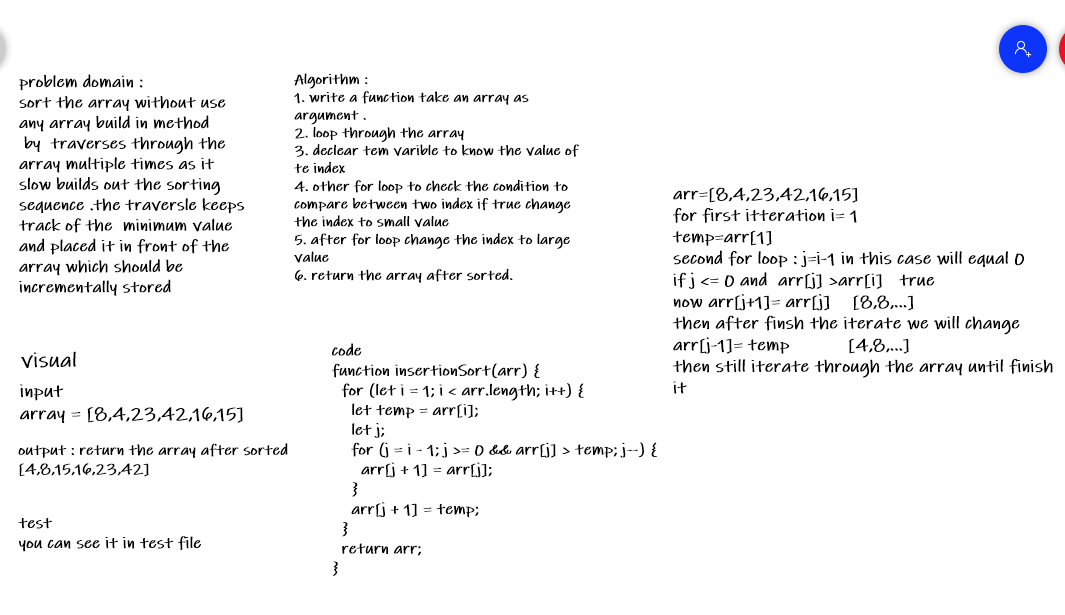 problem domain :
sort the array without use
any array build in method
by traverses through the
array multiple times as it
slow builds out the sorting
sequence .the traversle keeps
track of the minimum value
and placed it in front of the
array which should be
incrementally stored
Algorithm :
1. write a function take an array as
argument .
2. loop through the array
3. declear tem varible to know the value of
te index
4. other for loop to check the condition to
compare between two index if true change
the index to small value
5. after for loop change the index to large
value
6. return the array after sorted.
arr=[8,4,23,42,16,15]
for first itteration i= 1
temp=arr[1]
second for loop : j=i-1 in this case will equal 0
if j <= 0 and arr[j] >arr[i] true
now arr[j+1]= arr[j] [8,8,...]
then after finsh the iterate we will change
arr[j-1]= temp [4,8,...]
then still iterate through the array until finish
it
visual
input
array = [8,4,23,42,16,15]
output : return the array after sorted
[4,8,15,16,23,42]
test
you can see it in test file
code
function insertionSort(arr) {
for (let i = 1; i < arr.length; i++) {
let temp = arr[i];
let j;
for (j = i - 1; j >= 0 && arr[j] > temp; j--) {
arr[j + 1] = arr[j];
}
arr[j + 1] = temp;
}
return arr;
}